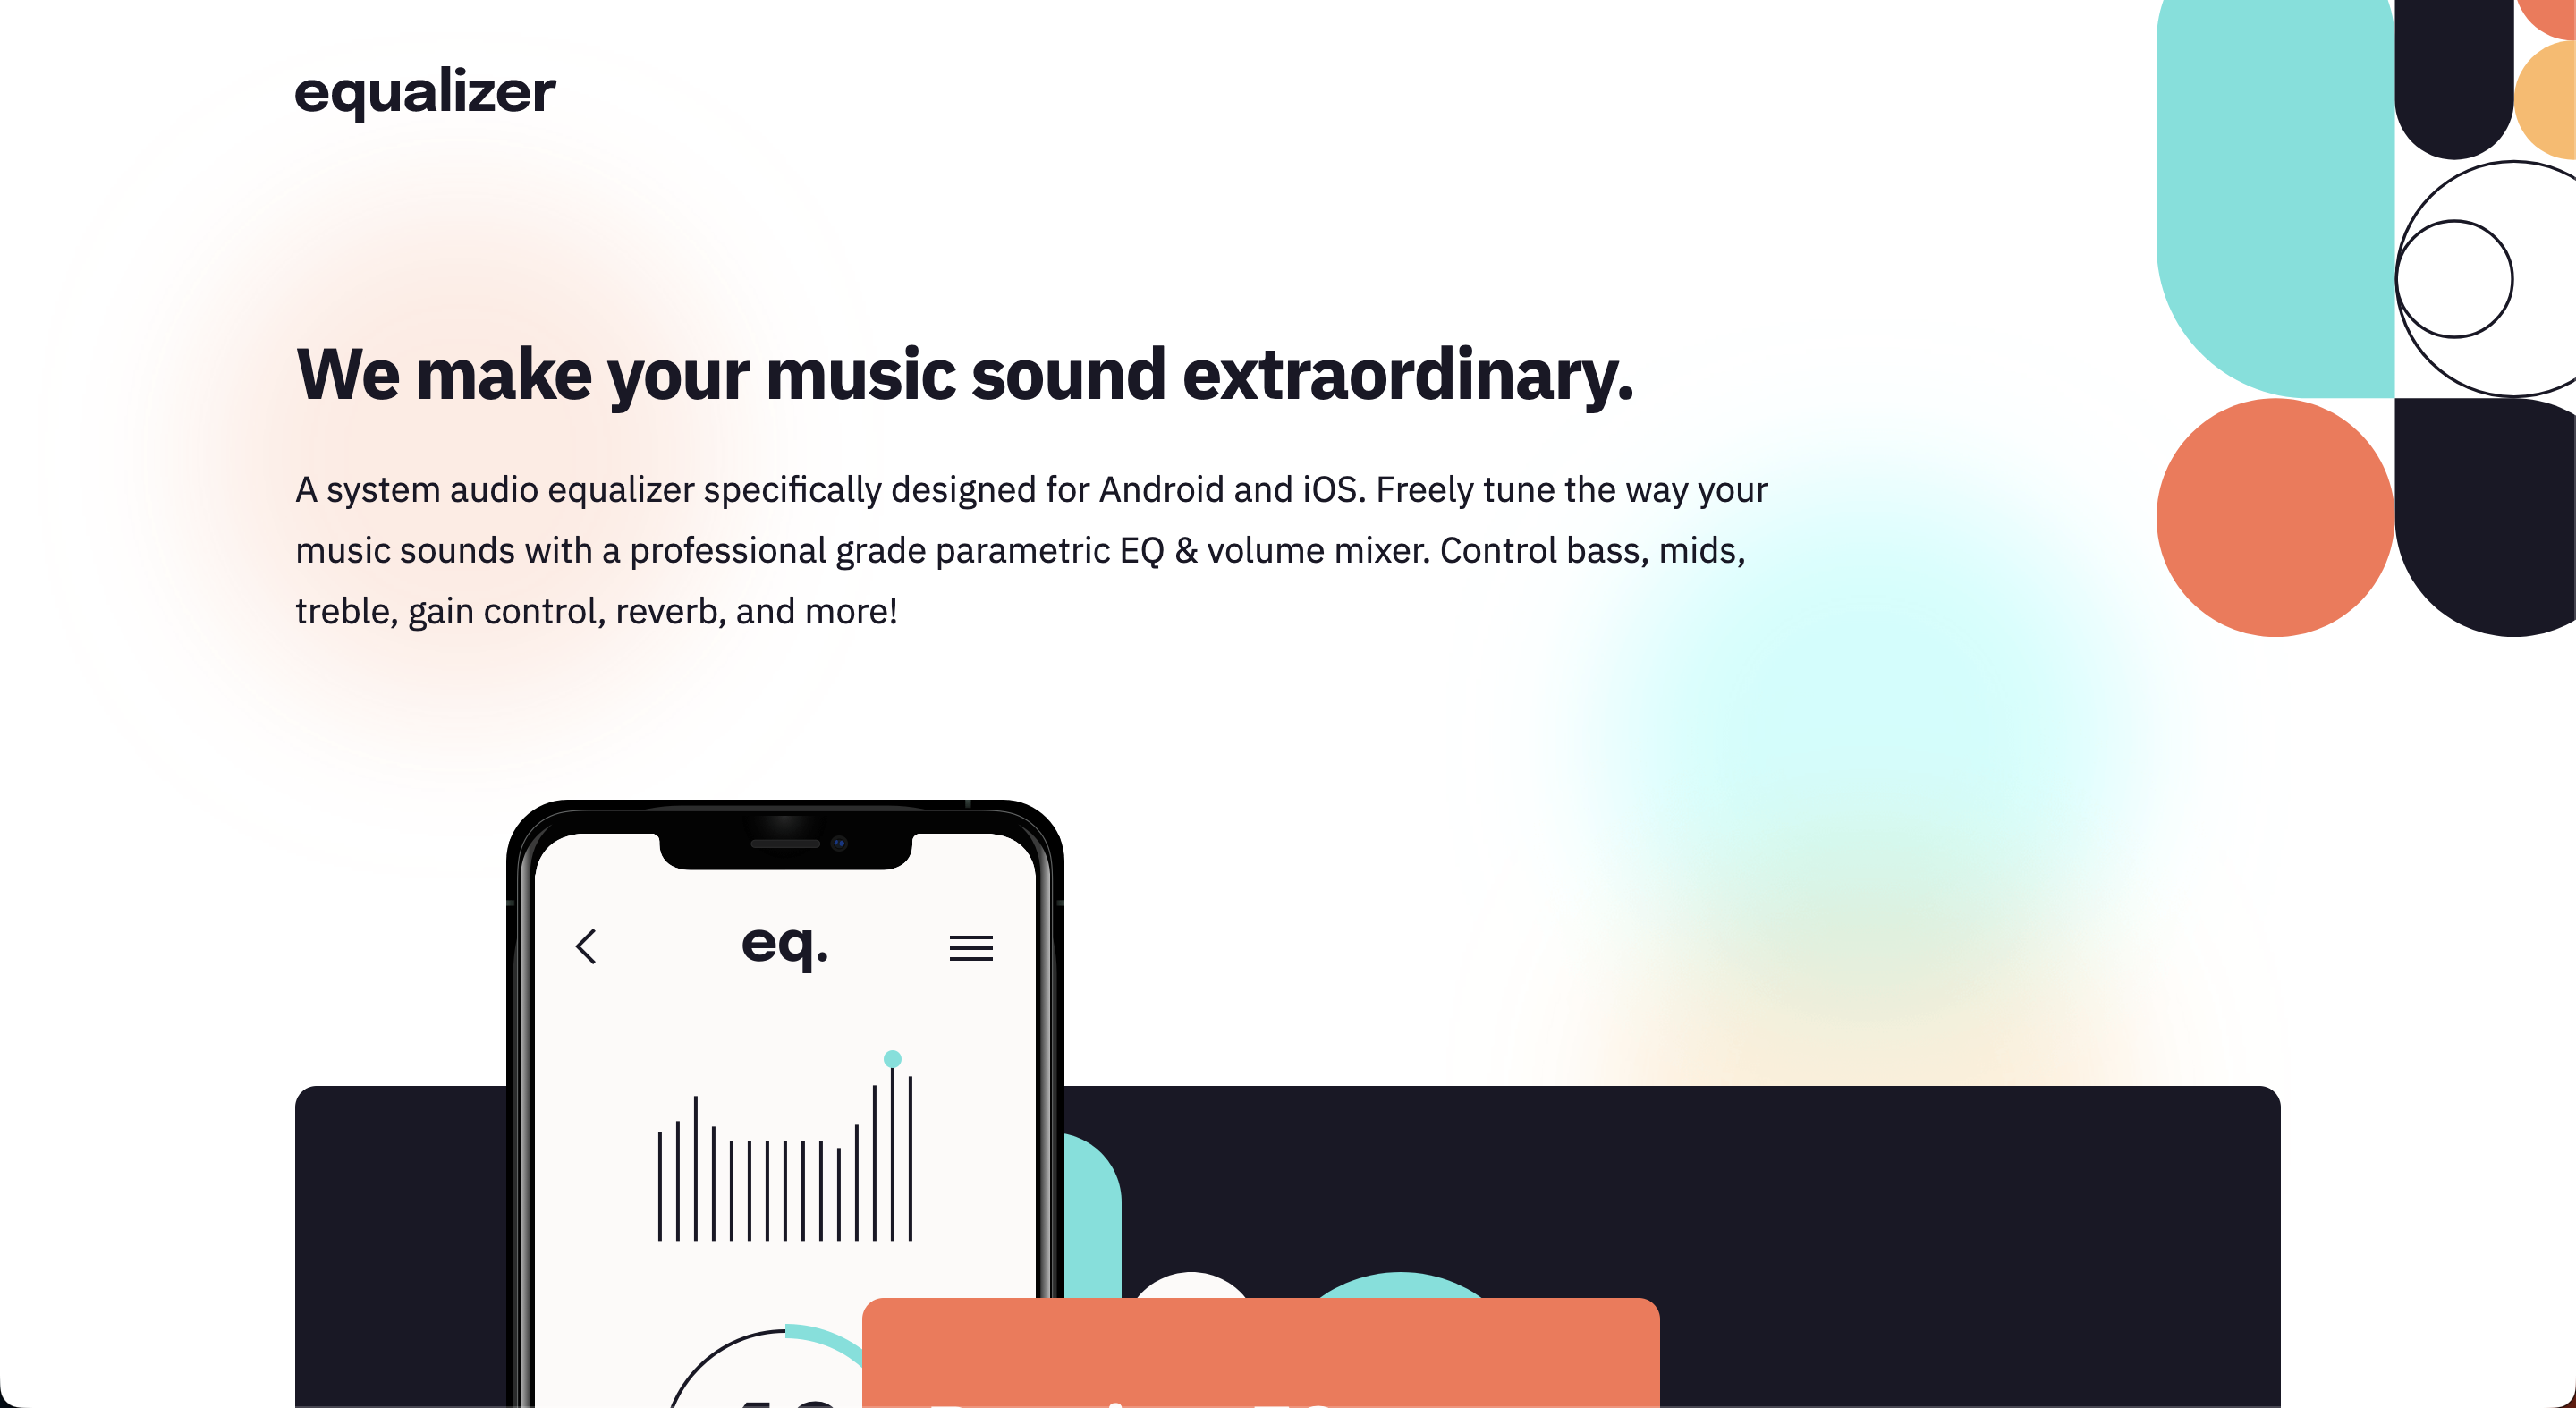 equalizer
We make your music sound extraordinary.
A system audio equalizer specifically designed for Android and iOS. Freely tune the way your
music sounds with a professional grade parametric EQ & volume mixer. Control bass, mids,
treble, gain control, reverb, and more!
eq.